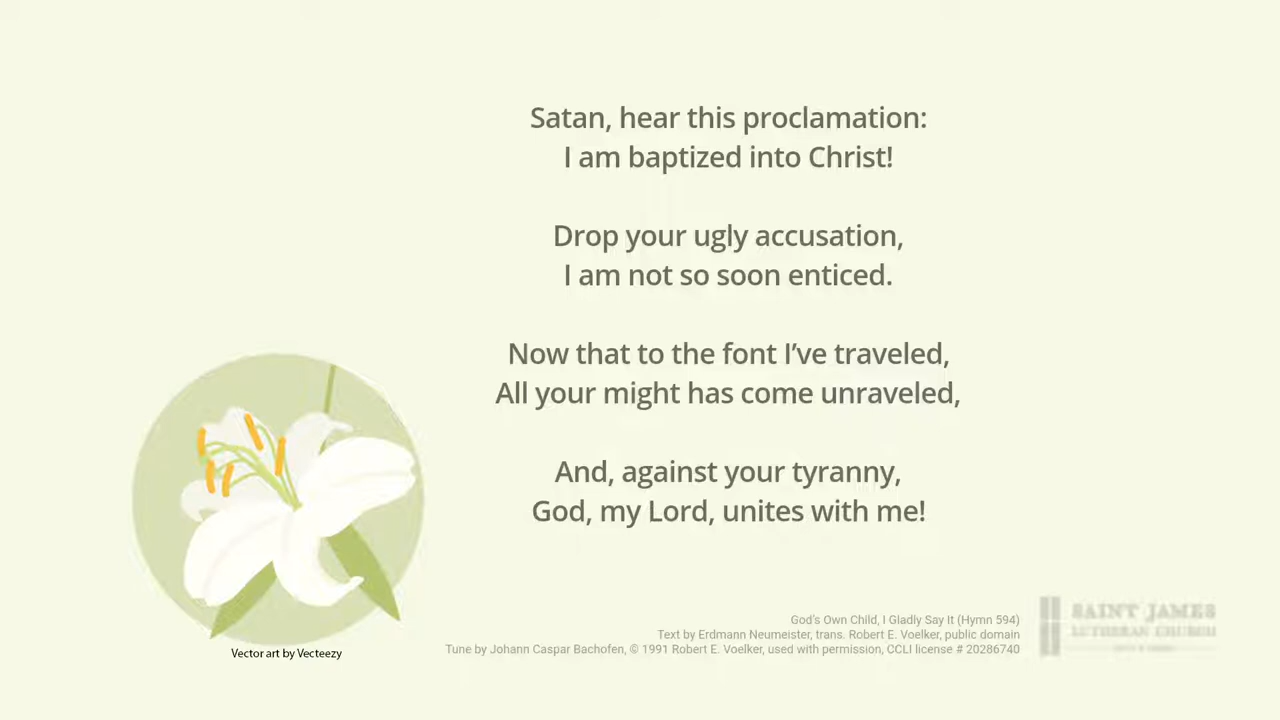 Satan, hear this proclamation:
I am baptized into Christ!
Drop your ugly accusation,
I am not so soon enticed.
Now that to the font I’ve traveled,
All your might has come unraveled,
And, against your tyranny,
God, my Lord, unites with me!
God’s Own Child, I Gladly Say It (Hymn 594)
Text by Erdmann Neumeister, trans. Robert E. Voelker, public domain
Tune by Johann Caspar Bachofen, © 1991 Robert E. Voelker, used with permission, CCLI license # 20286740
SAINT JAMES
LUTHERAN CHURCH
Vector art by Vecteezy